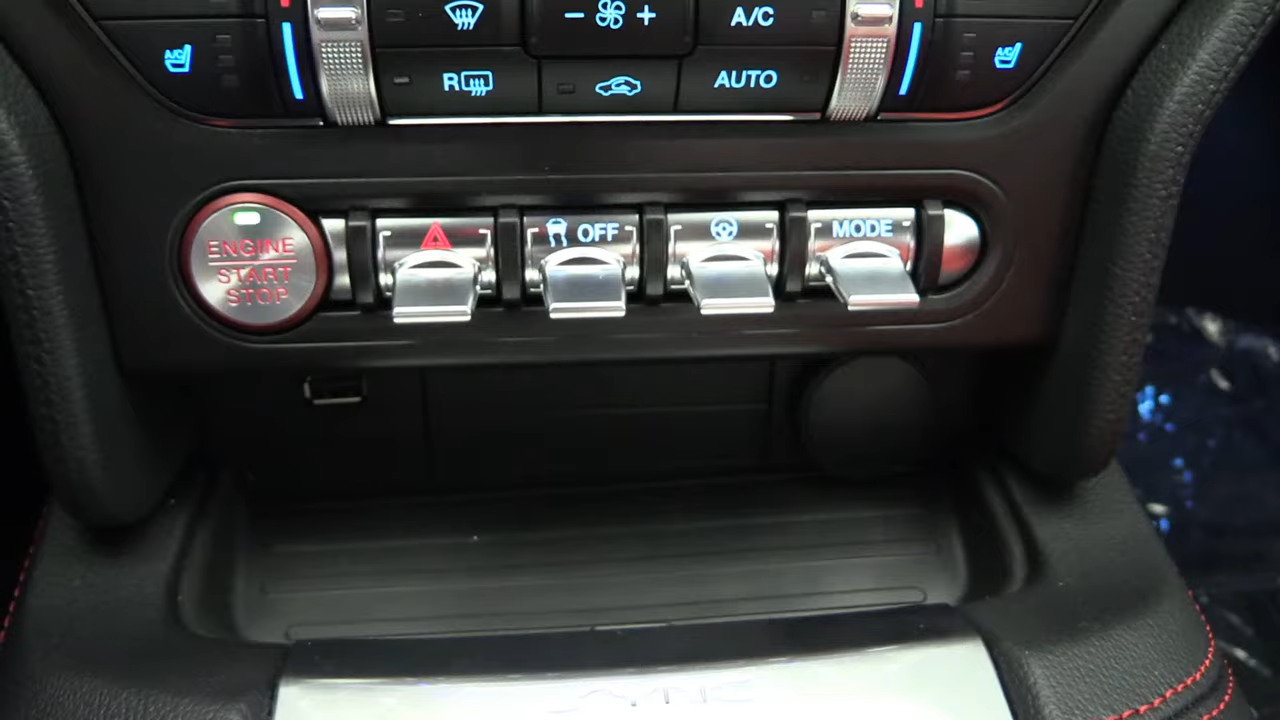 A/C
A/C
A/C
R
AUTO
ENGINE
START
STOP
OFF
MODE